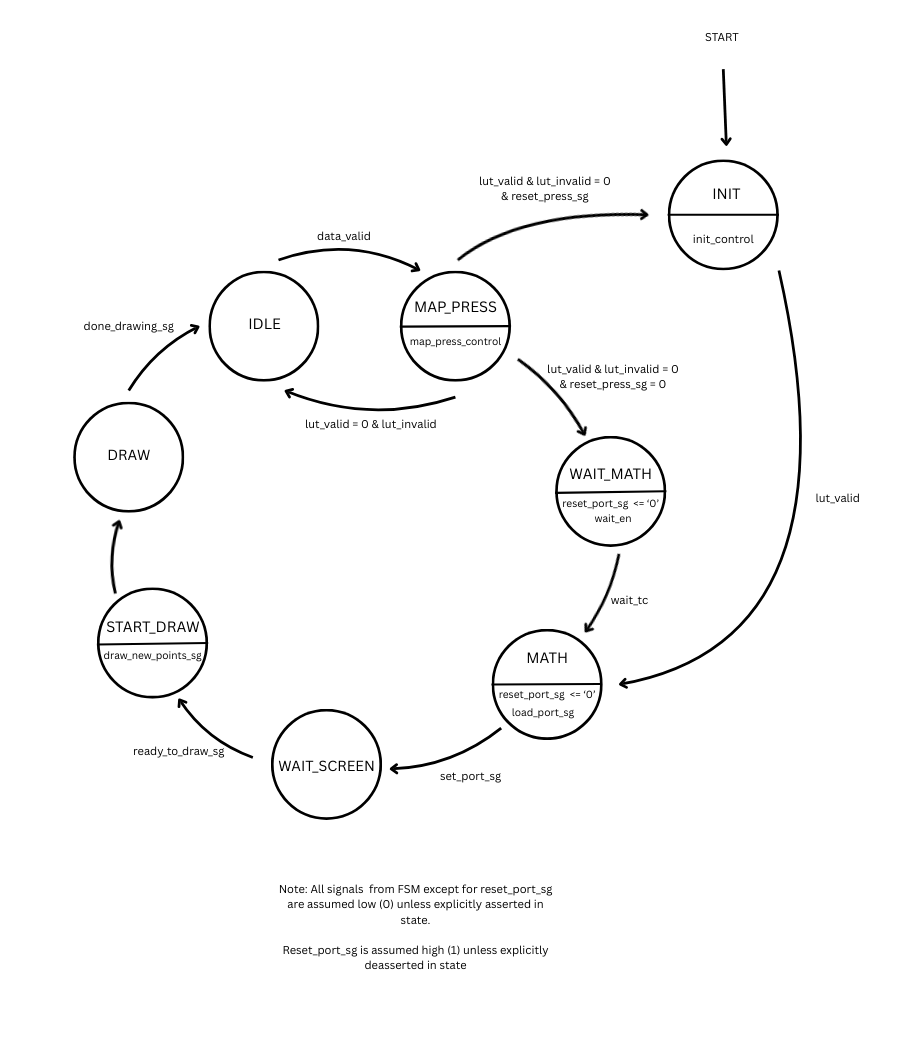 START
lut_valid & lut_invalid = 0
& reset_press_sg
INIT
init_control
data_valid
IDLE
MAP_PRESS
map_press_control
done_drawing_sg
lut_valid & lut_invalid = 0
& reset_press_sg = 0
lut_valid = 0 & lut_invalid
DRAW
WAIT_MATH
reset_port_sg <= ‘0’
wait_en
lut_valid
wait_tc
START_DRAW
draw_new_points_sg
MATH
reset_port_sg <= ‘0’
load_port_sg
ready_to_draw_sg
WAIT_SCREEN
set_port_sg
Note: All signals from FSM except for reset_port_sg
are assumed low (0) unless explicitly asserted in
state.
Reset_port_sg is assumed high (1) unless explicitly
deasserted in state